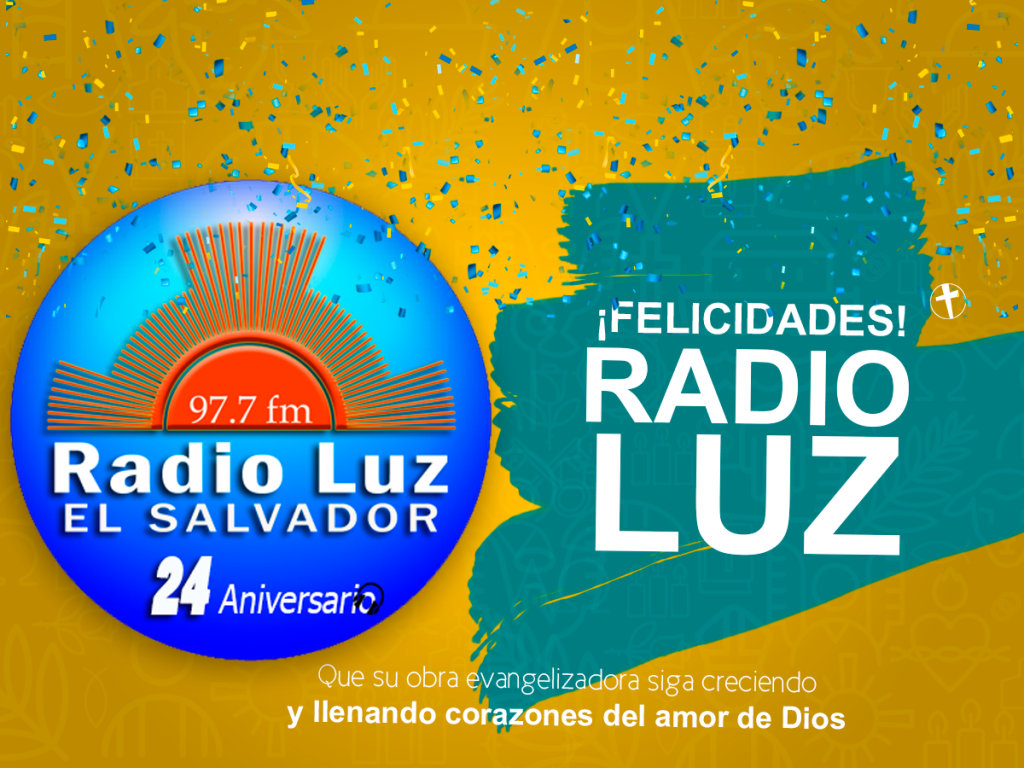 97.7 fm
Radio Luz
EL SALVADOR
24 Aniversario
¡FELICIDADES!
RADIO
LUZ
Que su obra evangelizadora siga creciendo
y llenando corazones del amor de Dios